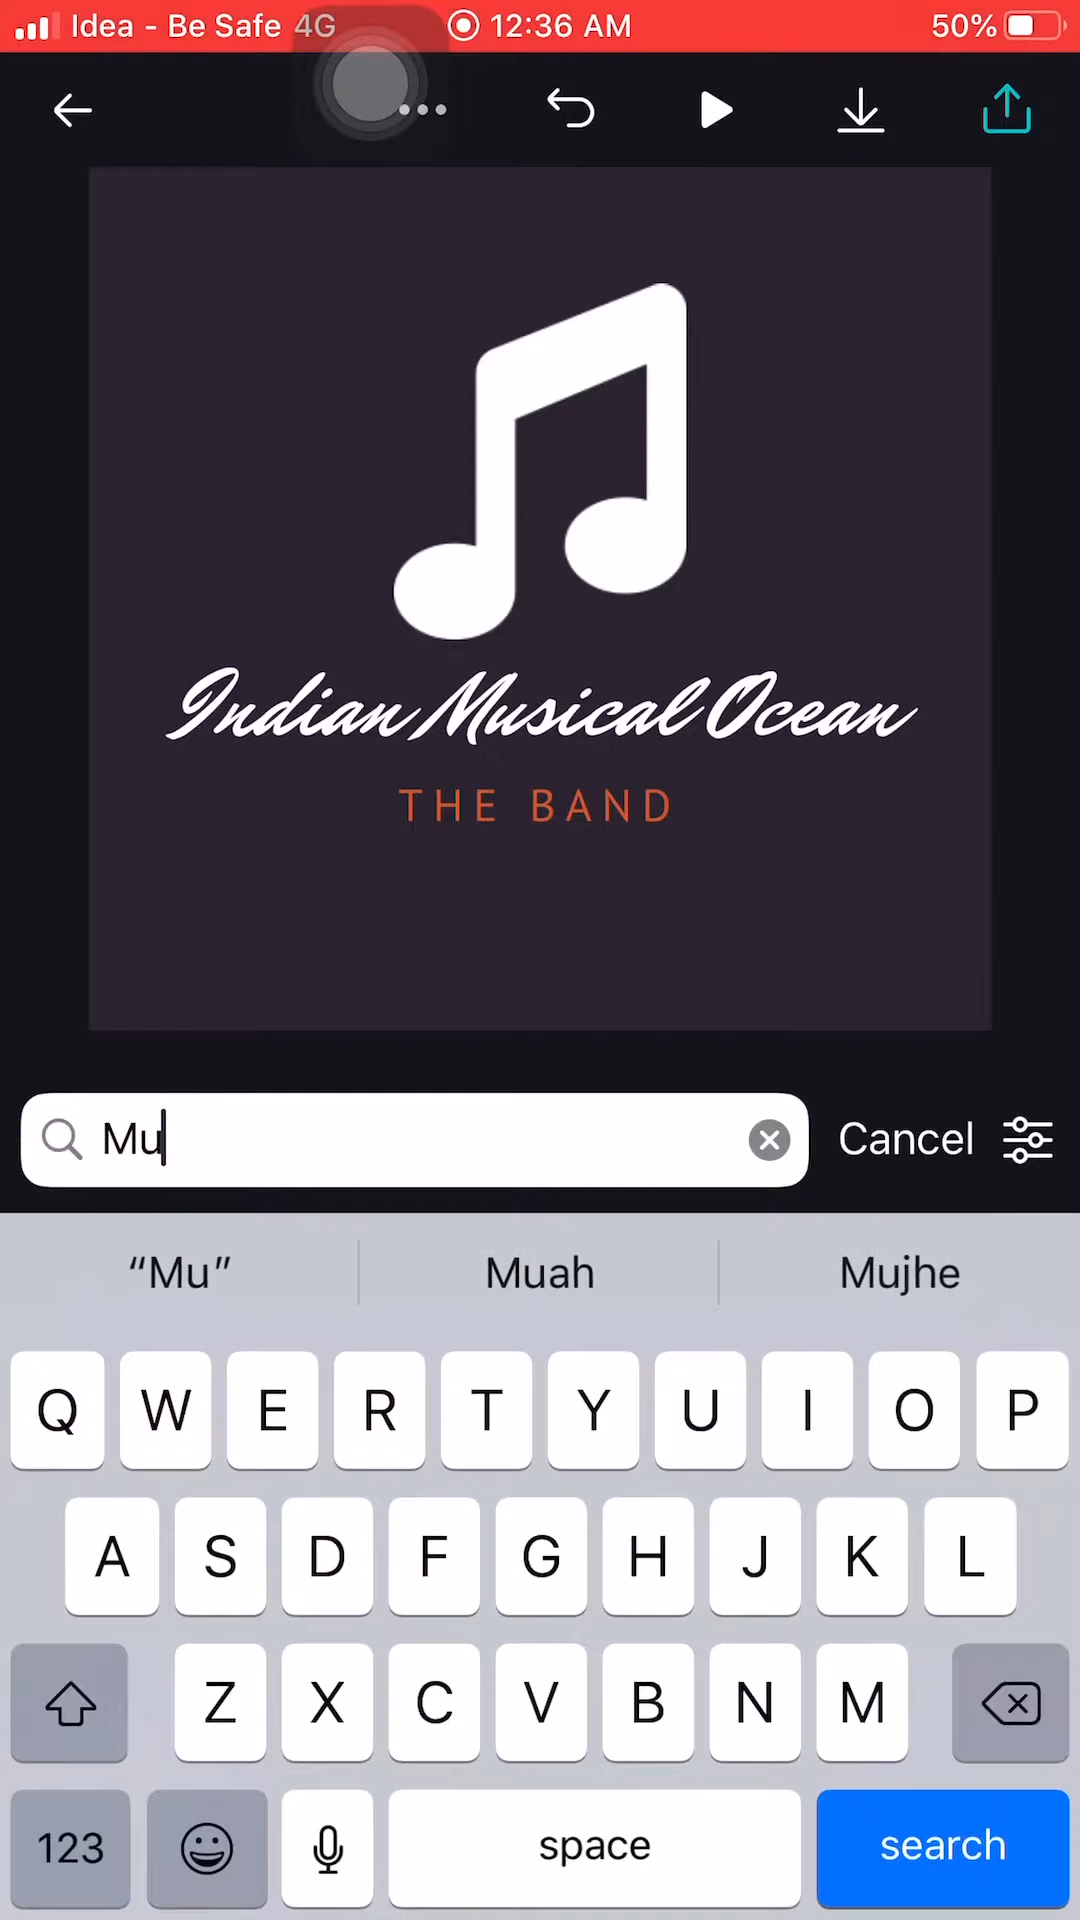 Idea - Be Safe 4G 12:36 AM 50%
Indian Musical Ocean
THE BAND
Mu Cancel
“Mu” Muah Mujhe
Q W E R T Y U I O P
A S D F G H J K L
Z X C V B N M
123 space search